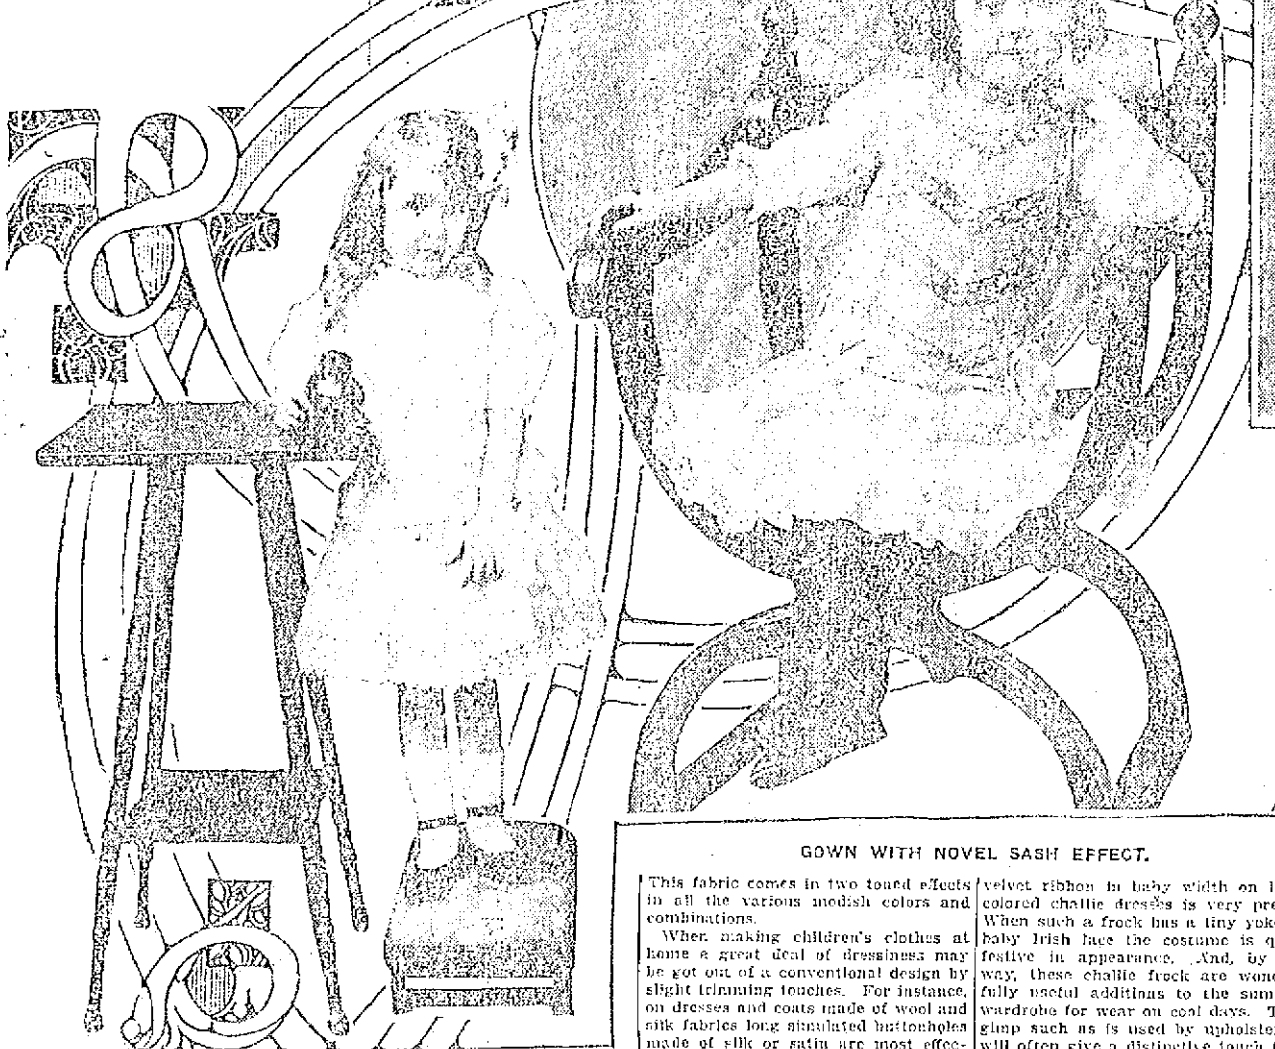 GOWN WITH NOVEL SASH EFFECT.
This fabric comes in two toned effects
in all the various modish colors and
combinations.
When making children's clothes at
home a great deal of dressiness may
be got out of a conventional design by
slight trimming touches. For instance,
on dresses and coats made of wool and
silk fabrics long simulated buttonholes
made of silk or satin are most effec-
velvet ribbon in baby width on
colored challie dresses is very
When such a frock has a tiny
baby Irish lace the costume is
festive in appearance. And, by
way, these challie frock are
fully useful additions to the
wardrobe for wear on cool days.
gimp such as is used by
will often give a distinctive touch